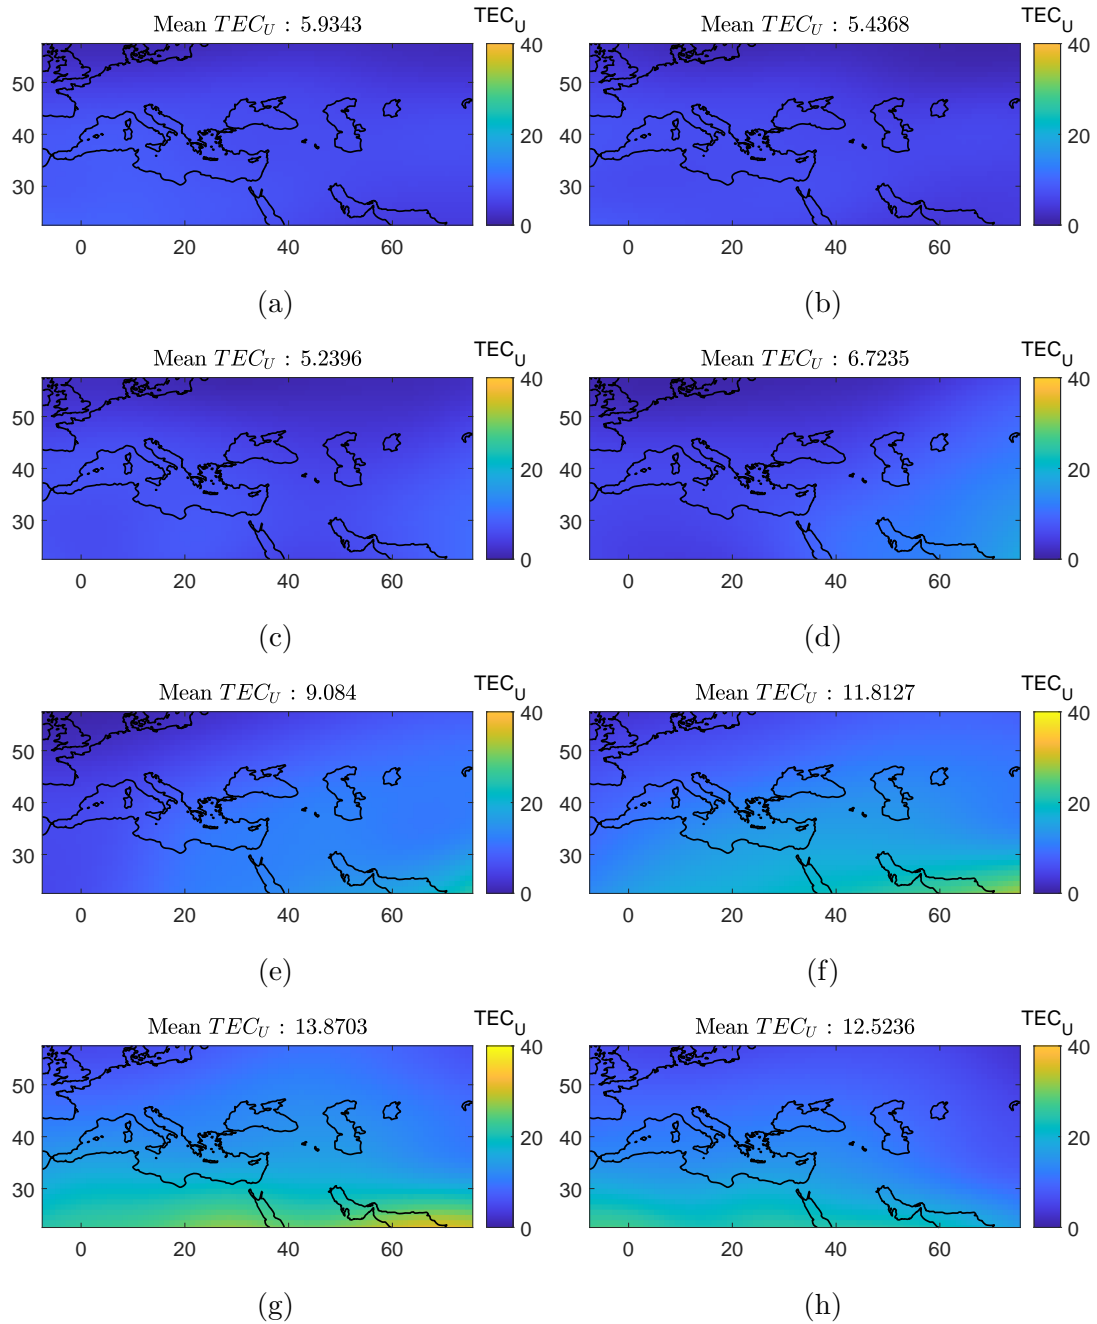 Mean TEC_U : 5.9343
TEC_U
40
20
0
50
40
30
0 20 40 60
(a)
Mean TEC_U : 5.4368
TEC_U
40
20
0
50
40
30
0 20 40 60
(b)
Mean TEC_U : 5.2396
TEC_U
40
20
0
50
40
30
0 20 40 60
(c)
Mean TEC_U : 6.7235
TEC_U
40
20
0
50
40
30
0 20 40 60
(d)
Mean TEC_U : 9.084
TEC_U
40
20
0
50
40
30
0 20 40 60
(e)
Mean TEC_U : 11.8127
TEC_U
40
20
0
50
40
30
0 20 40 60
(f)
Mean TEC_U : 13.8703
TEC_U
40
20
0
50
40
30
0 20 40 60
(g)
Mean TEC_U : 12.5236
TEC_U
40
20
0
50
40
30
0 20 40 60
(h)